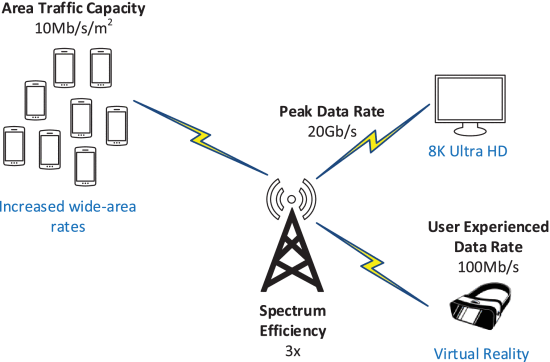 Area Traffic Capacity
10Mb/s/m²
Increased wide-area
rates
Peak Data Rate
20Gb/s
8K Ultra HD
User Experienced
Data Rate
100Mb/s
Virtual Reality
Spectrum
Efficiency
3x